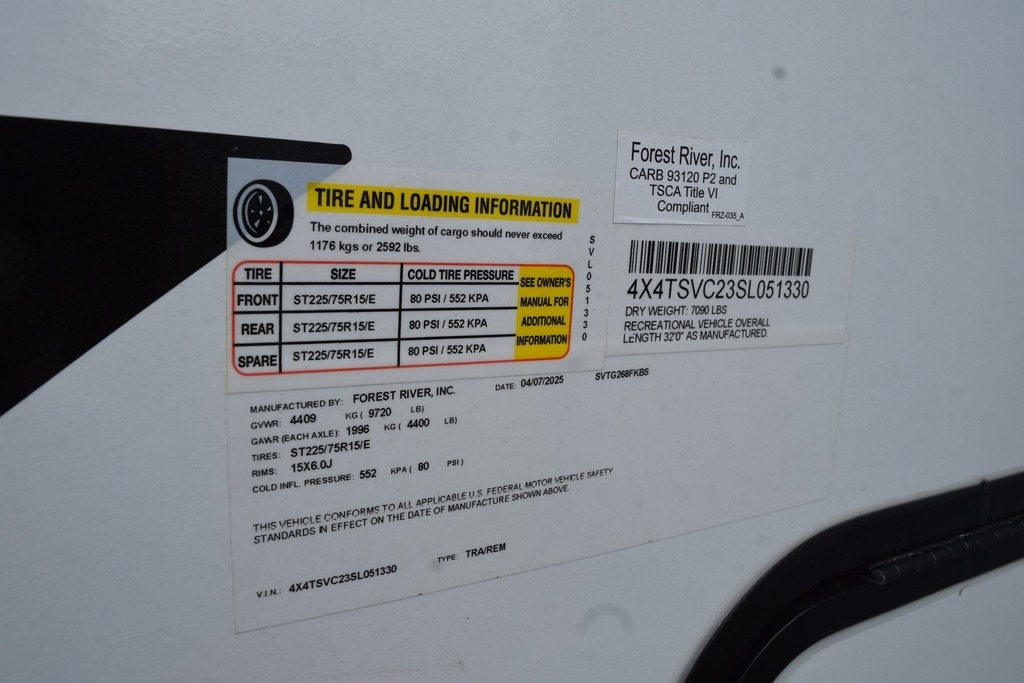 Forest River, Inc.
CARB 93120 P2 and
TSCA Title VI
Compliant
FRZ-035_A
TIRE AND LOADING INFORMATION
The combined weight of cargo should never exceed
1176 kgs or 2592 lbs.
TIRE SIZE COLD TIRE PRESSURE
FRONT ST225/75R15/E 80 PSI / 552 KPA
REAR ST225/75R15/E 80 PSI / 552 KPA
SPARE ST225/75R15/E 80 PSI / 552 KPA
SEE OWNER'S
MANUAL FOR
ADDITIONAL
INFORMATION
SVL051330
4X4TSVC23SL051330
DRY WEIGHT: 7090 LBS
RECREATIONAL VEHICLE OVERALL
LENGTH 32'0" AS MANUFACTURED.
MANUFACTURED BY: FOREST RIVER, INC. DATE: 04/07/2025 SVTG268FKBS
GVWR: 4409 KG ( 9720 LB)
GAWR (EACH AXLE): 1996 KG ( 4400 LB)
TIRES: ST225/75R15/E
RIMS: 15X6.0J
COLD INFL. PRESSURE: 552 KPA ( 80 PSI)
THIS VEHICLE CONFORMS TO ALL APPLICABLE U.S. FEDERAL MOTOR VEHICLE SAFETY
STANDARDS IN EFFECT ON THE DATE OF MANUFACTURE SHOWN ABOVE.
V.I.N.: 4X4TSVC23SL051330 TYPE: TRA/REM